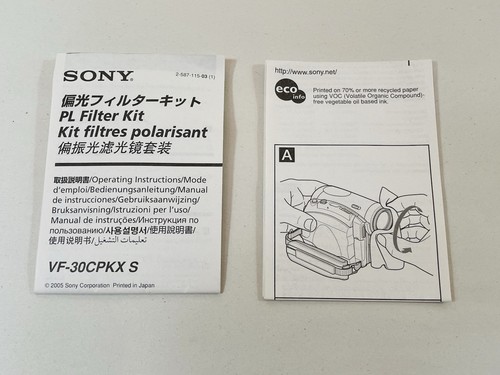 SONY®
2-587-115-03 (1)
偏光フィルターキット
PL Filter Kit
Kit filtres polarisant
偏振光滤光镜套装
取扱説明書/Operating Instructions/Mode
d'emploi/Bedienungsanleitung/Manual
de instrucciones/Gebruiksaanwijzing/
Bruksanvisning/Istruzioni per l'uso/
Manual de instruções/Инструкция по
пользованию/사용설명서/使用說明書/
使用说明书/تعليمات التشغيل
VF-30CPKX S
© 2005 Sony Corporation Printed in Japan
http://www.sony.net/
eco
info
Printed on 70% or more recycled paper
using VOC (Volatile Organic Compound)-
free vegetable oil based ink.
A